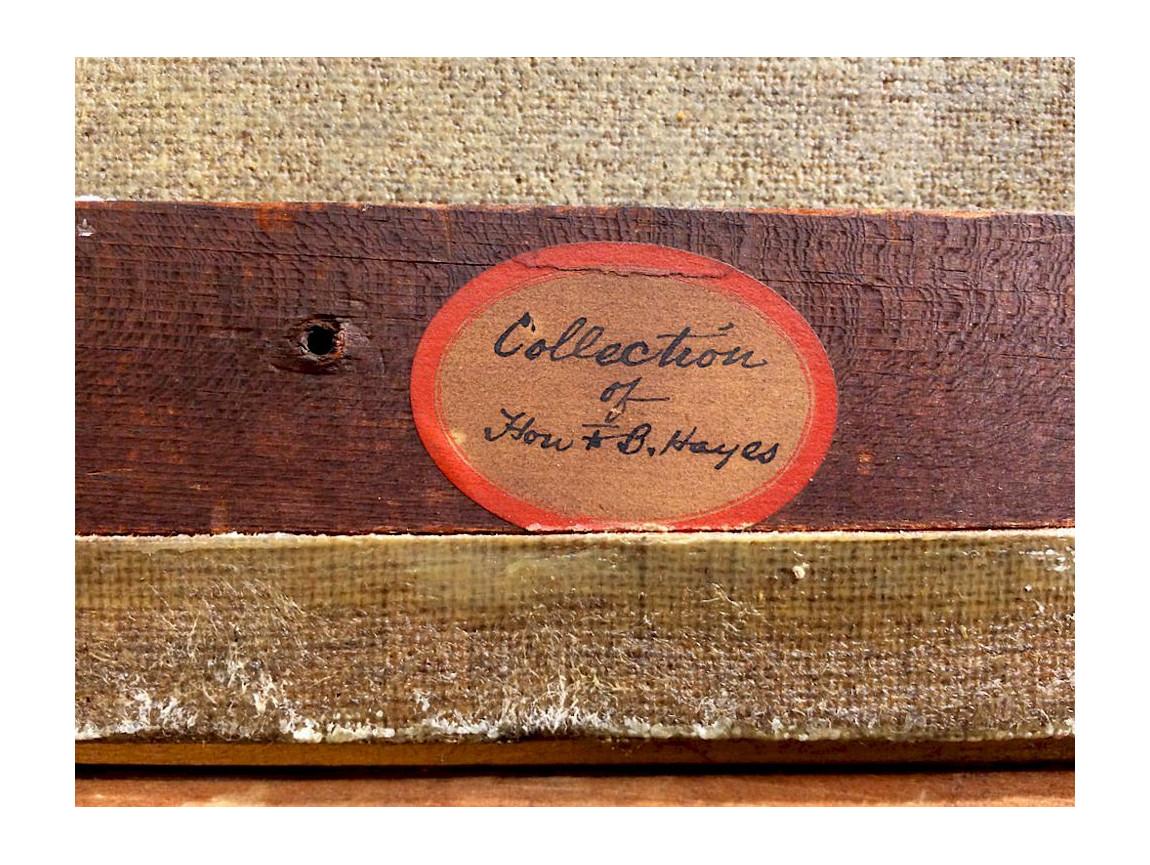 Collection
of
Hon F B. Hayes